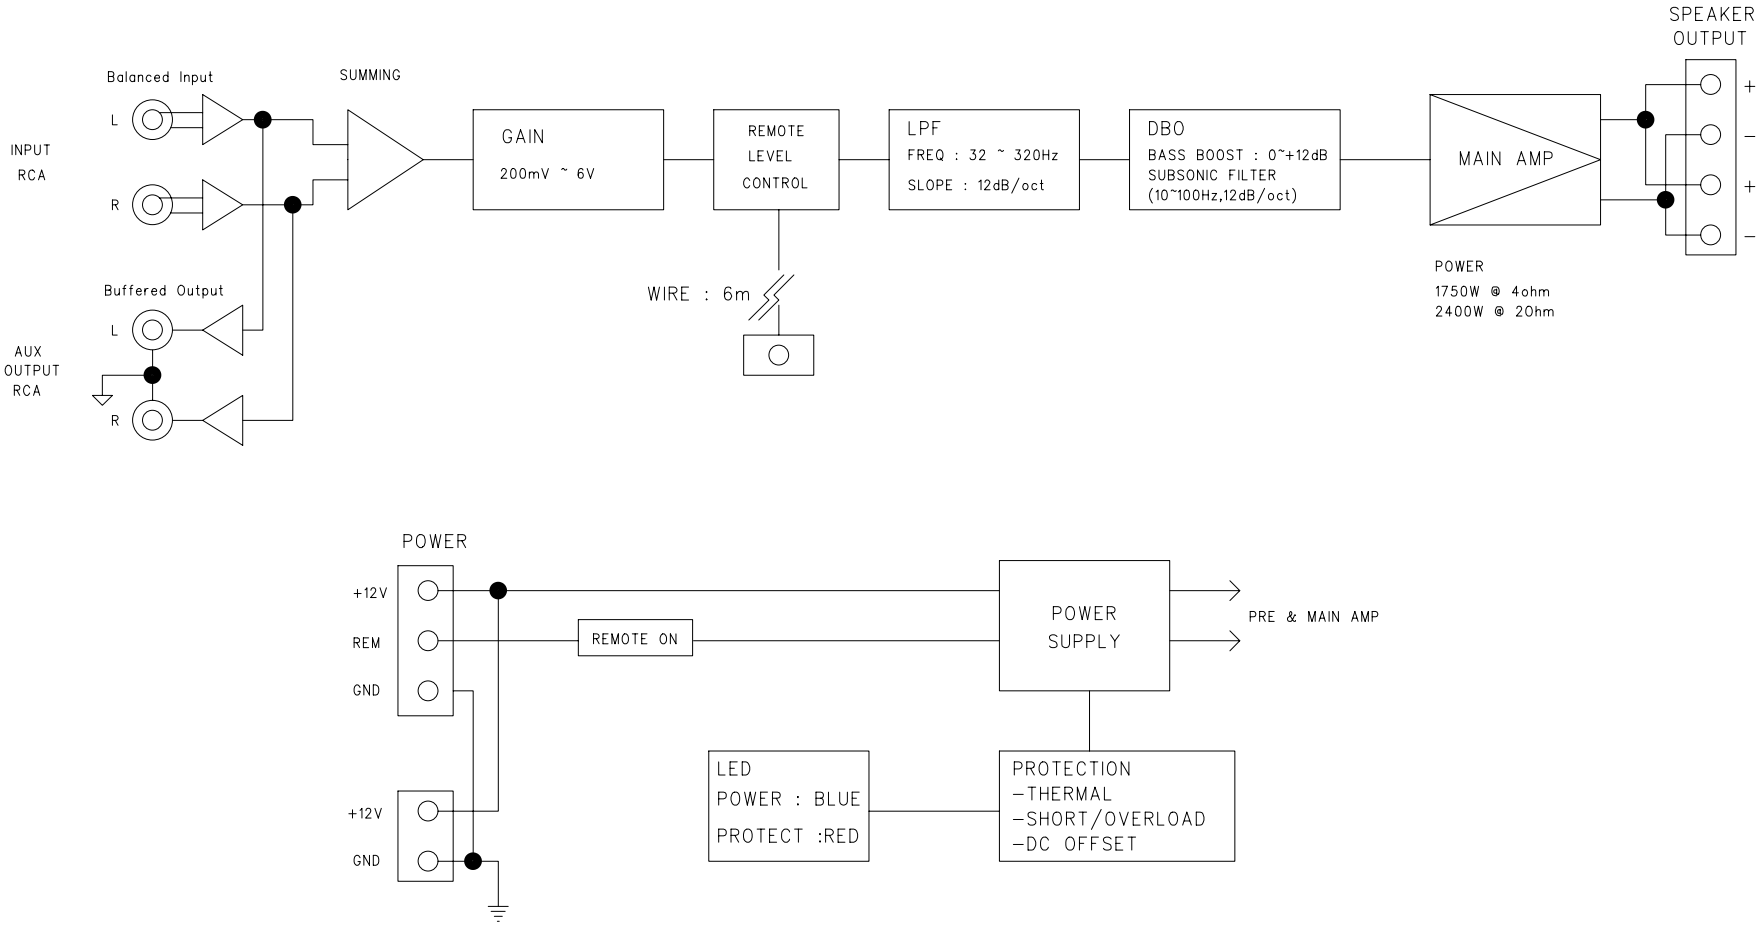 SPEAKER
OUTPUT
Balanced Input
SUMMING
L
R
INPUT
RCA
GAIN
200mV ~ 6V
REMOTE
LEVEL
CONTROL
LPF
FREQ : 32 ~ 320Hz
SLOPE : 12dB/oct
DBO
BASS BOOST : 0~+12dB
SUBSONIC FILTER
(10~100Hz,12dB/oct)
MAIN AMP
+
−
+
−
POWER
1750W @ 4ohm
2400W @ 2Ohm
WIRE : 6m
Buffered Output
L
R
AUX
OUTPUT
RCA
POWER
+12V
REM
GND
REMOTE ON
POWER
SUPPLY
PRE & MAIN AMP
+12V
GND
LED
POWER : BLUE
PROTECT :RED
PROTECTION
−THERMAL
−SHORT/OVERLOAD
−DC OFFSET